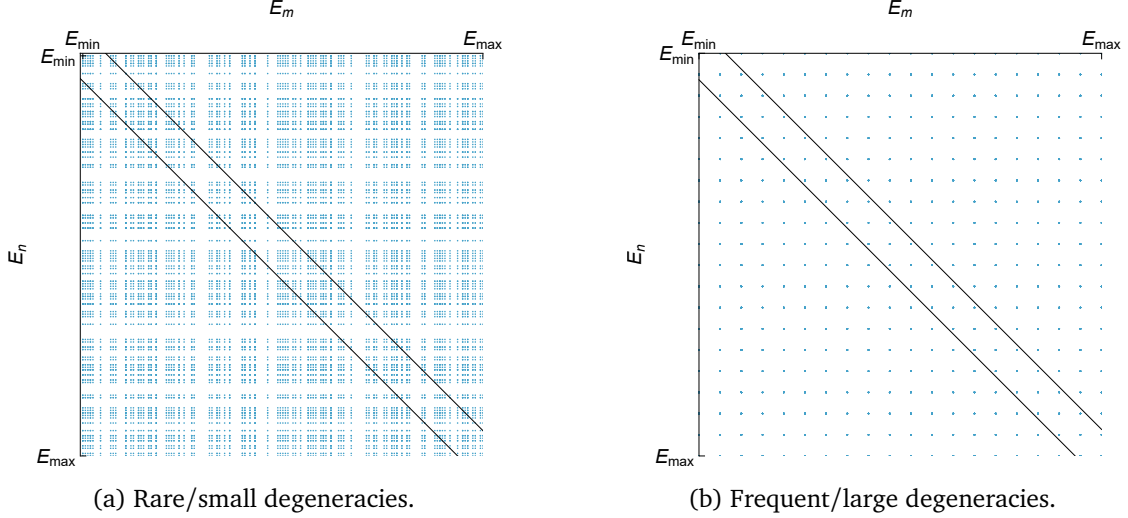 E_m
E_min
E_max
E_min
E_n
E_max
(a) Rare/small degeneracies.
E_m
E_min
E_max
E_min
E_n
E_max
(b) Frequent/large degeneracies.